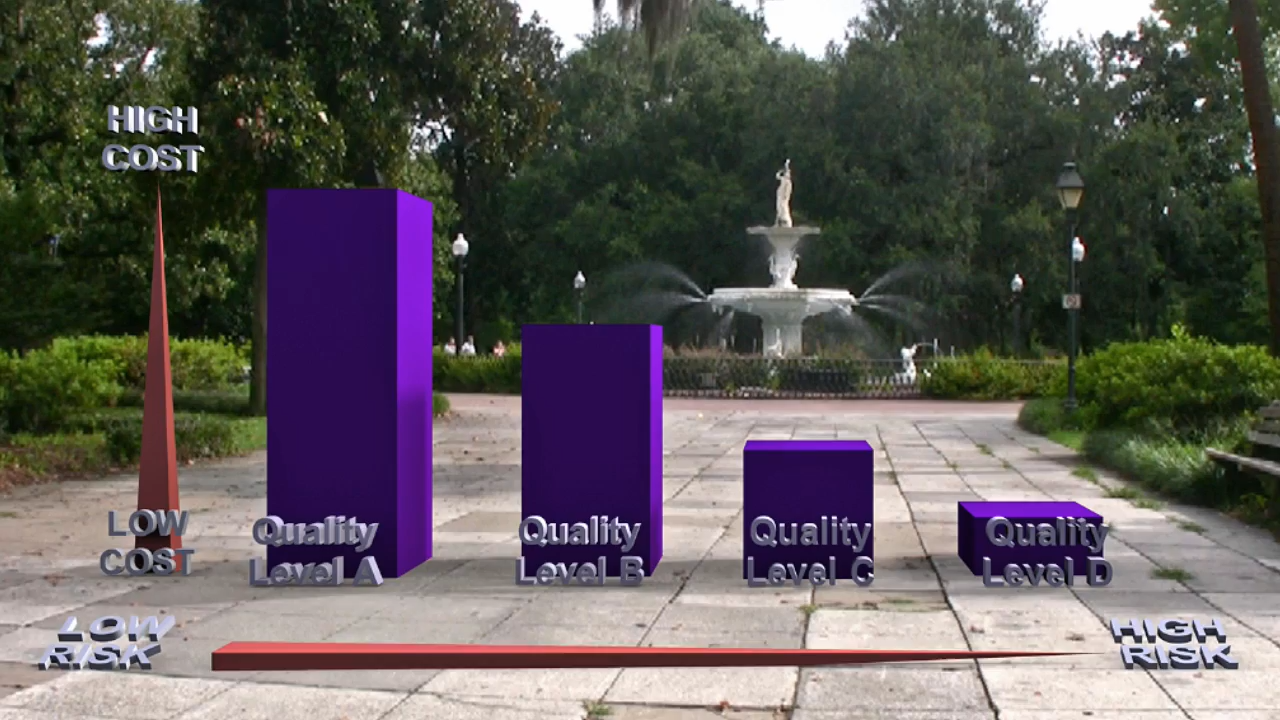 HIGH
COST
LOW
COST
Quality
Level A
Quality
Level B
Quality
Level C
Quality
Level D
LOW
RISK
HIGH
RISK